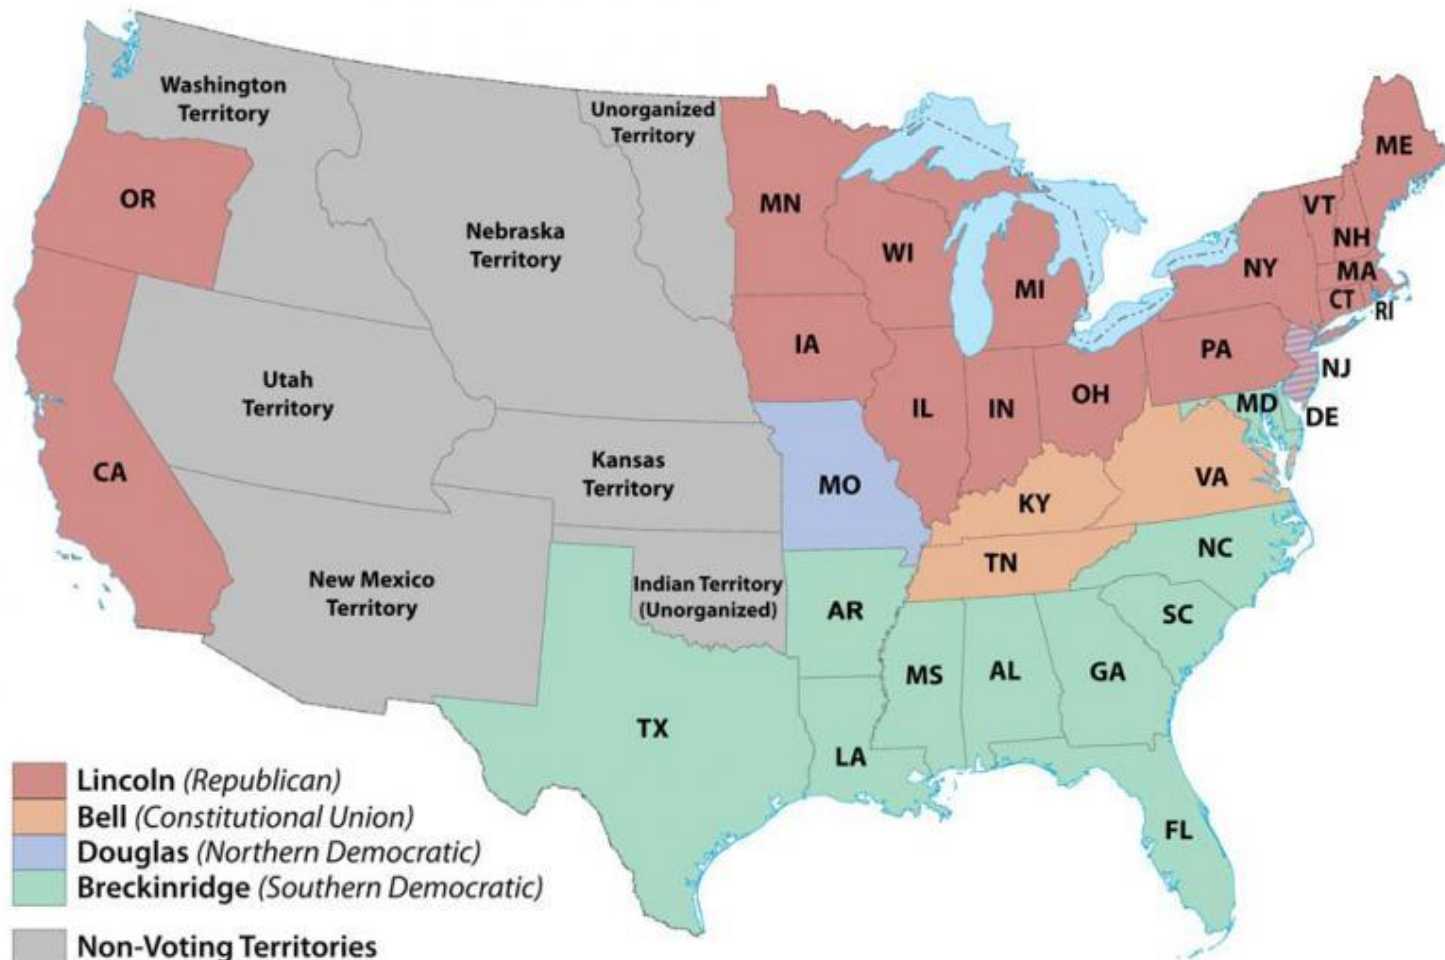 Washington
Territory
Unorganized
Territory
OR
Nebraska
Territory
MN
WI
MI
ME
VT
NH
NY
MA
CT
RI
IA
PA
NJ
Utah
Territory
IL
IN
OH
MD
DE
CA
Kansas
Territory
MO
KY
VA
New Mexico
Territory
Indian Territory
(Unorganized)
TN
NC
AR
SC
MS
AL
GA
TX
LA
FL
Lincoln (Republican)
Bell (Constitutional Union)
Douglas (Northern Democratic)
Breckinridge (Southern Democratic)
Non-Voting Territories